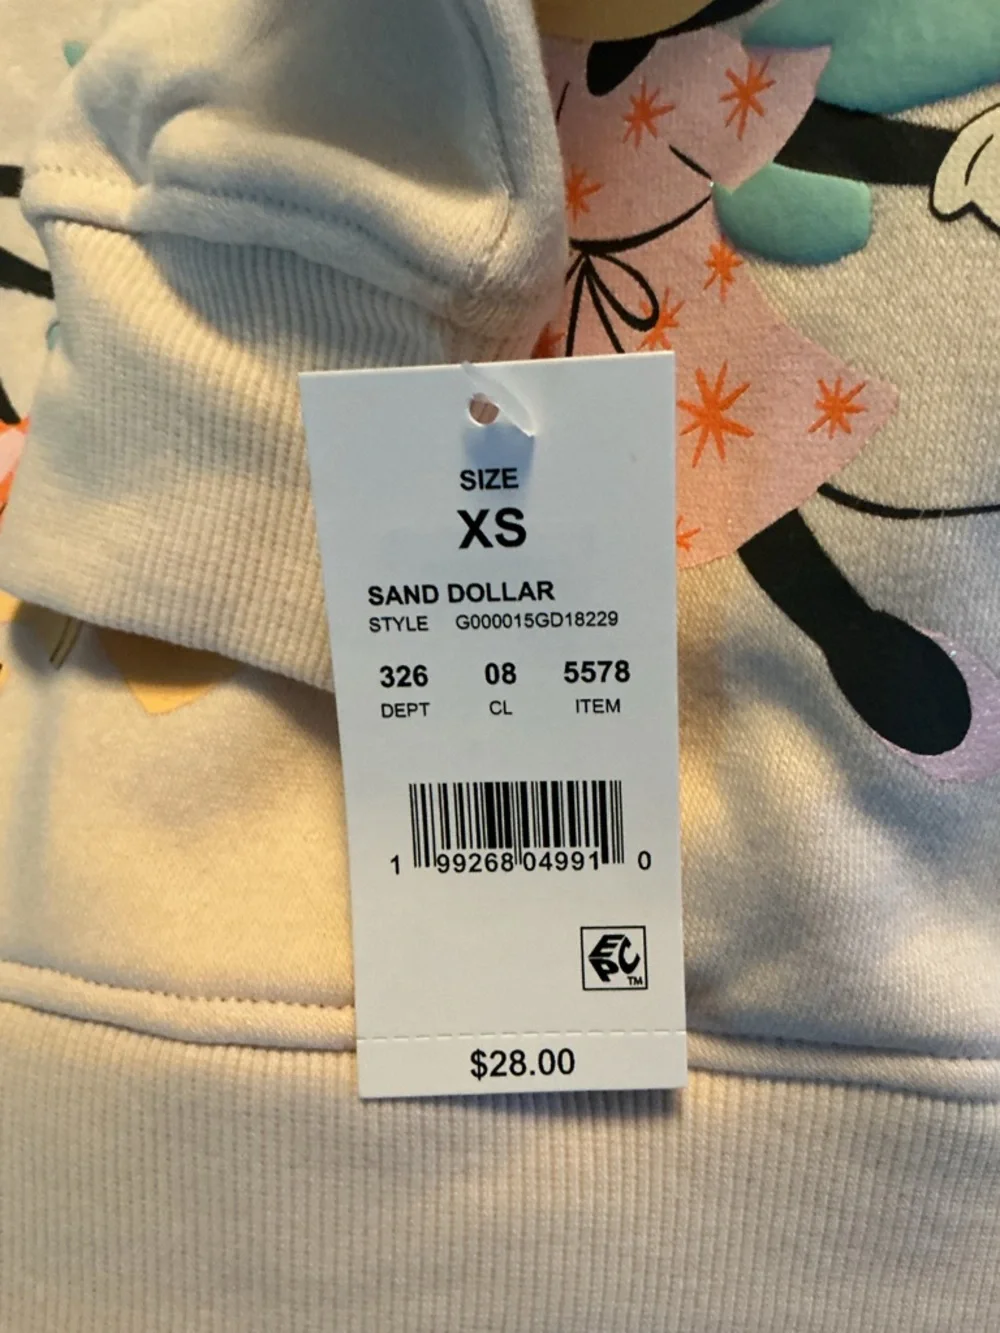 SIZE
XS
SAND DOLLAR
STYLE G000015GD18229
326 08 5578
DEPT CL ITEM
1 99268 04991 0
EPC TM
$28.00